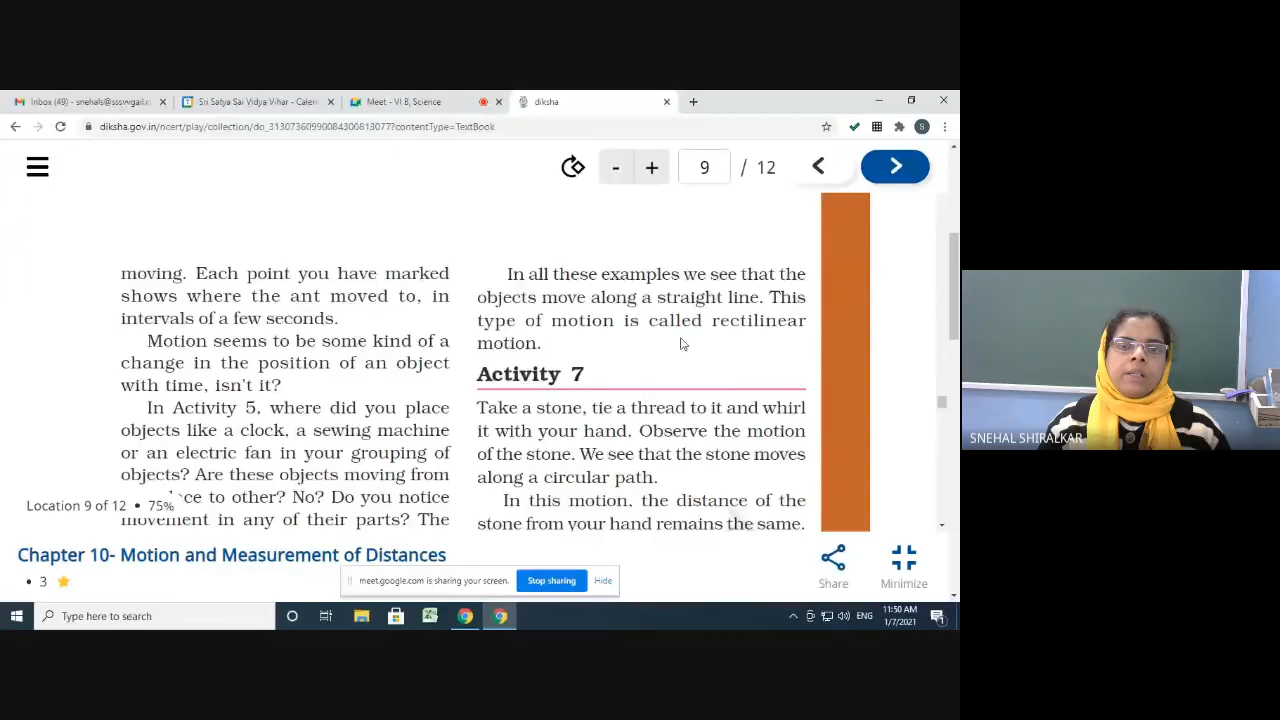 Inbox (49) - snehals@sssvvgail.c
Sri Satya Sai Vidya Vihar - Calen
Meet - VI B, Science
diksha
diksha.gov.in/ncert/play/collection/do_31307360990084300813077?contentType=TextBook
S
- + 9 / 12
moving. Each point you have marked
shows where the ant moved to, in
intervals of a few seconds.
Motion seems to be some kind of a
change in the position of an object
with time, isn't it?
In Activity 5, where did you place
objects like a clock, a sewing machine
or an electric fan in your grouping of
objects? Are these objects moving from
ce to other? No? Do you notice
movement in any of their parts? The
In all these examples we see that the
objects move along a straight line. This
type of motion is called rectilinear
motion.
Activity 7
Take a stone, tie a thread to it and whirl
it with your hand. Observe the motion
of the stone. We see that the stone moves
along a circular path.
In this motion, the distance of the
stone from your hand remains the same.
Location 9 of 12 • 75%
Chapter 10- Motion and Measurement of Distances
• 3
Share
Minimize
meet.google.com is sharing your screen.
Stop sharing
Hide
Type here to search
ENG
11:50 AM
1/7/2021
1
SNEHAL SHIRALKAR